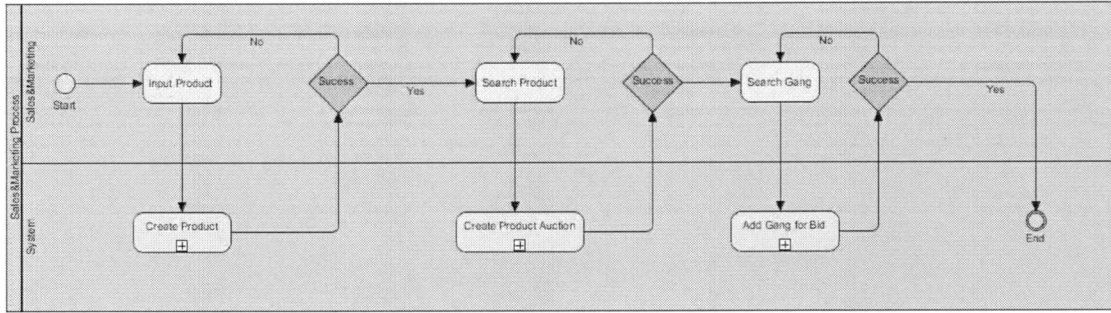 Sales&Marketing Process
Sales&Marketing
System
Start
Input Product
No
Sucess
Yes
Search Product
No
Success
Search Gang
No
Success
Yes
Create Product
Create Product Auction
Add Gang for Bid
End